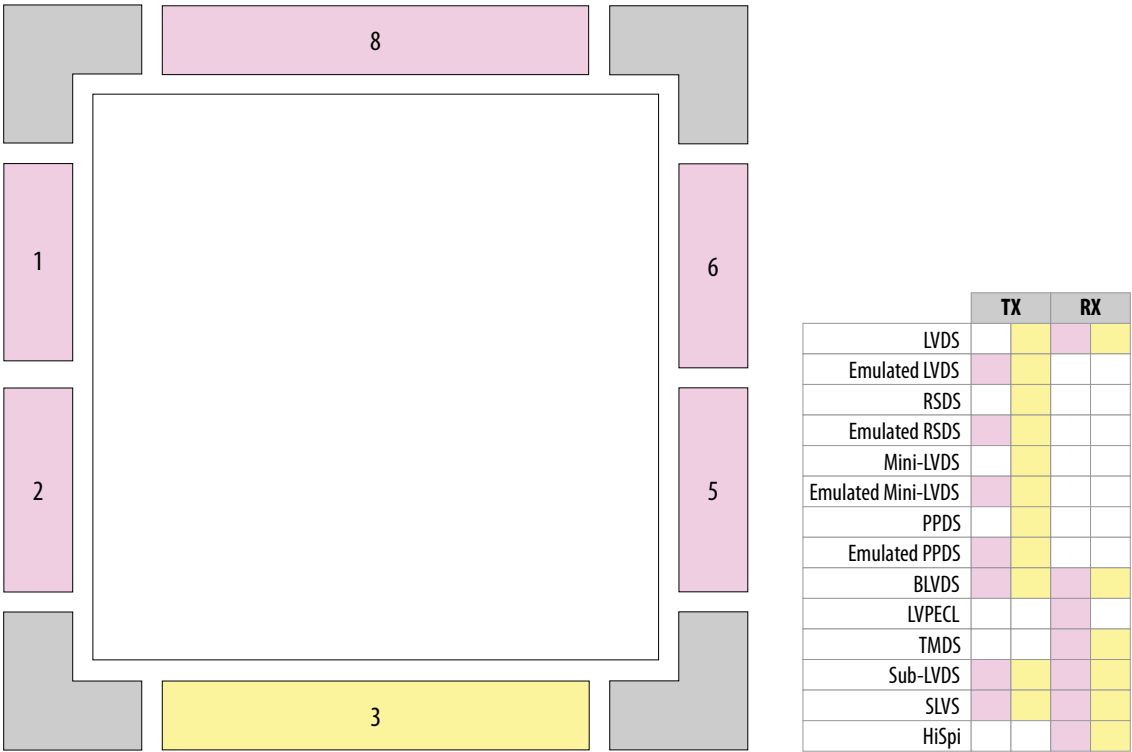 8
1
6
2
5
3
TX RX
LVDS
Emulated LVDS
RSDS
Emulated RSDS
Mini-LVDS
Emulated Mini-LVDS
PPDS
Emulated PPDS
BLVDS
LVPECL
TMDS
Sub-LVDS
SLVS
HiSpi